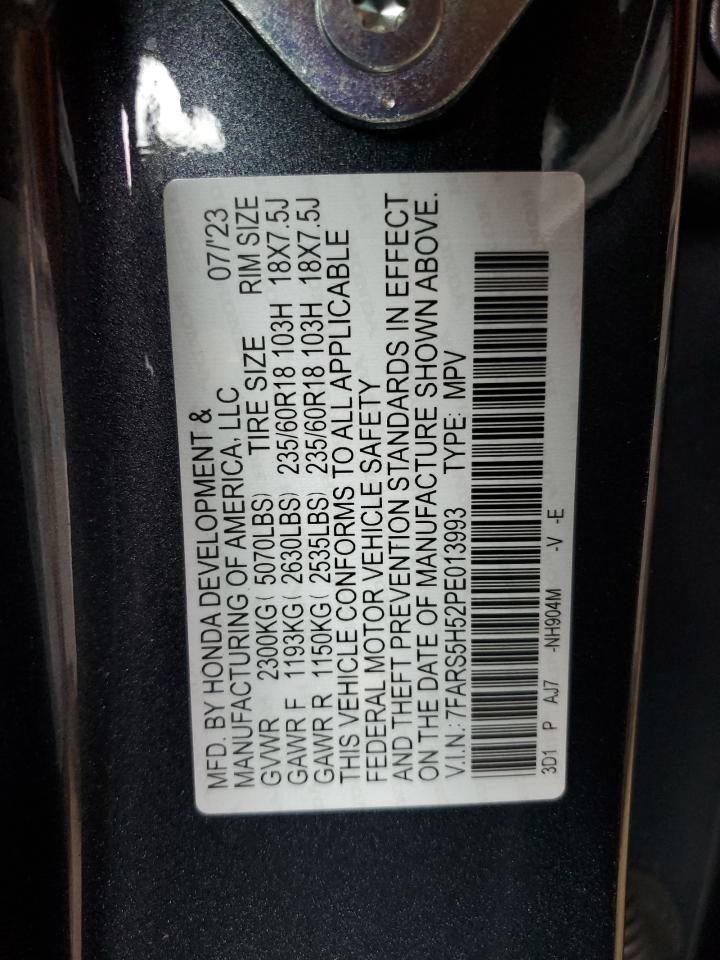 MFD. BY HONDA DEVELOPMENT &
MANUFACTURING OF AMERICA, LLC 07/'23
GVWR 2300KG( 5070LBS) TIRE SIZE RIM SIZE
GAWR F 1193KG( 2630LBS) 235/60R18 103H 18X7.5J
GAWR R 1150KG( 2535LBS) 235/60R18 103H 18X7.5J
THIS VEHICLE CONFORMS TO ALL APPLICABLE
FEDERAL MOTOR VEHICLE SAFETY
AND THEFT PREVENTION STANDARDS IN EFFECT
ON THE DATE OF MANUFACTURE SHOWN ABOVE.
V.I.N.: 7FARS5H52PE013993 TYPE: MPV
3D1 P AJ7 -NH904M -V -E